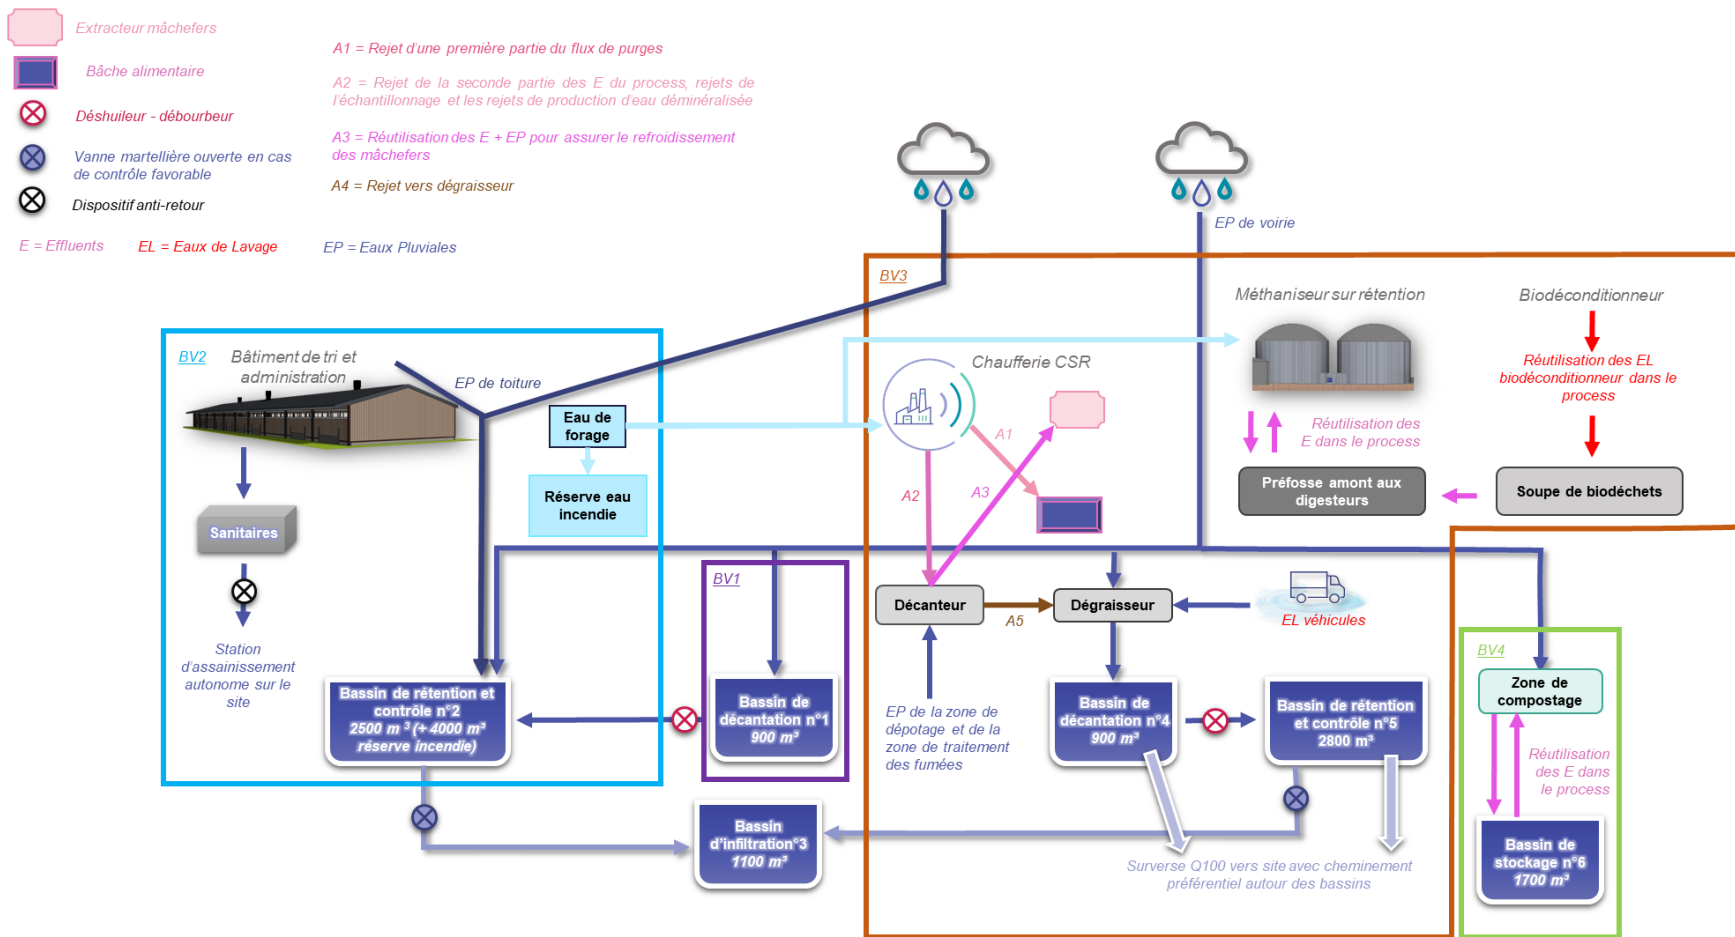 Extracteur mâchefers
Bâche alimentaire
Déshuileur - débourbeur
Vanne martellière ouverte en cas
de contrôle favorable
Dispositif anti-retour
E = Effluents
EL = Eaux de Lavage
EP = Eaux Pluviales
A1 = Rejet d'une première partie du flux de purges
A2 = Rejet de la seconde partie des E du process, rejets de
l'échantillonnage et les rejets de production d'eau déminéralisée
A3 = Réutilisation des E + EP pour assurer le refroidissement
des mâchefers
A4 = Rejet vers dégraisseur
EP de voirie
BV3
Méthaniseur sur rétention
Biodéconditionneur
BV2
Bâtiment de tri et
administration
EP de toiture
Chaufferie CSR
Réutilisation des EL
biodéconditionneur dans le
process
Eau de
forage
A1
Réutilisation des
E dans le process
Réserve eau
incendie
A2
A3
Préfosse amont aux
digesteurs
Soupe de biodéchets
Sanitaires
BV1
Décanteur
A5
Dégraisseur
EL véhicules
Station
d'assainissement
autonome sur le
site
BV4
Zone de
compostage
Bassin de rétention et
contrôle n°2
2500 m³ (+ 4000 m³
réserve incendie)
Bassin de
décantation n°1
900 m³
EP de la zone de
dépotage et de la
zone de traitement
des fumées
Bassin de
décantation n°4
900 m³
Bassin de rétention
et contrôle n°5
2800 m³
Réutilisation
des E dans
le process
Bassin
d'infiltration°3
1100 m³
Surverse Q100 vers site avec cheminement
préférentiel autour des bassins
Bassin de
stockage n°6
1700 m³